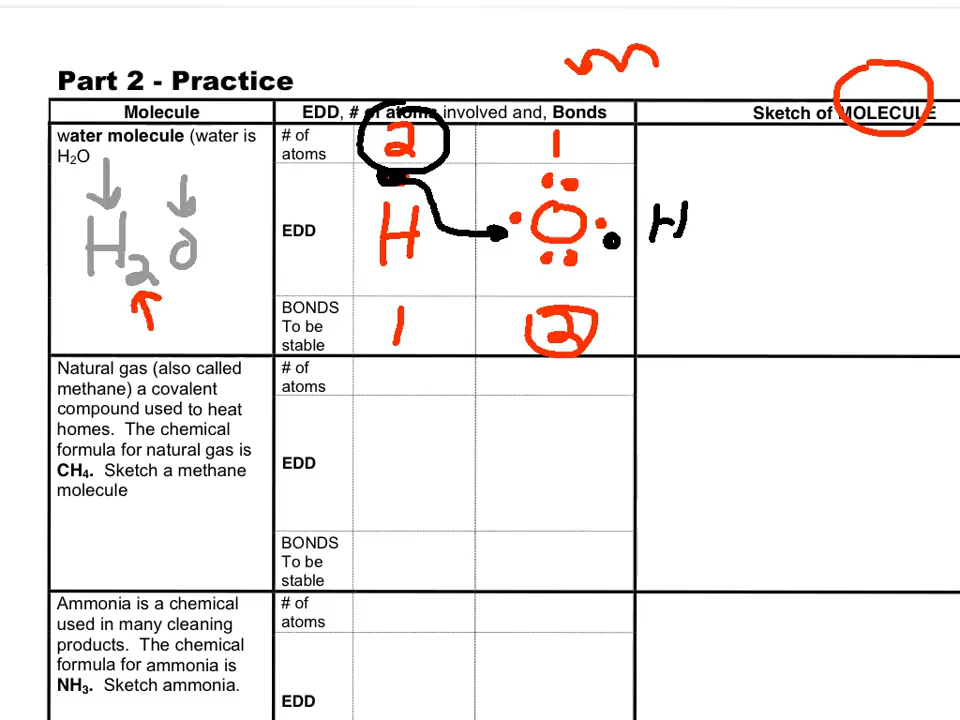 Part 2 - Practice
Molecule
EDD, # of atoms involved and, Bonds
Sketch of MOLECULE
water molecule (water is
H₂O
H₂O
# of
atoms
2
1
EDD
H
O
H
BONDS
To be
stable
1
2
Natural gas (also called
methane) a covalent
compound used to heat
homes. The chemical
formula for natural gas is
CH₄. Sketch a methane
molecule
# of
atoms
EDD
BONDS
To be
stable
Ammonia is a chemical
used in many cleaning
products. The chemical
formula for ammonia is
NH₃. Sketch ammonia.
# of
atoms
EDD